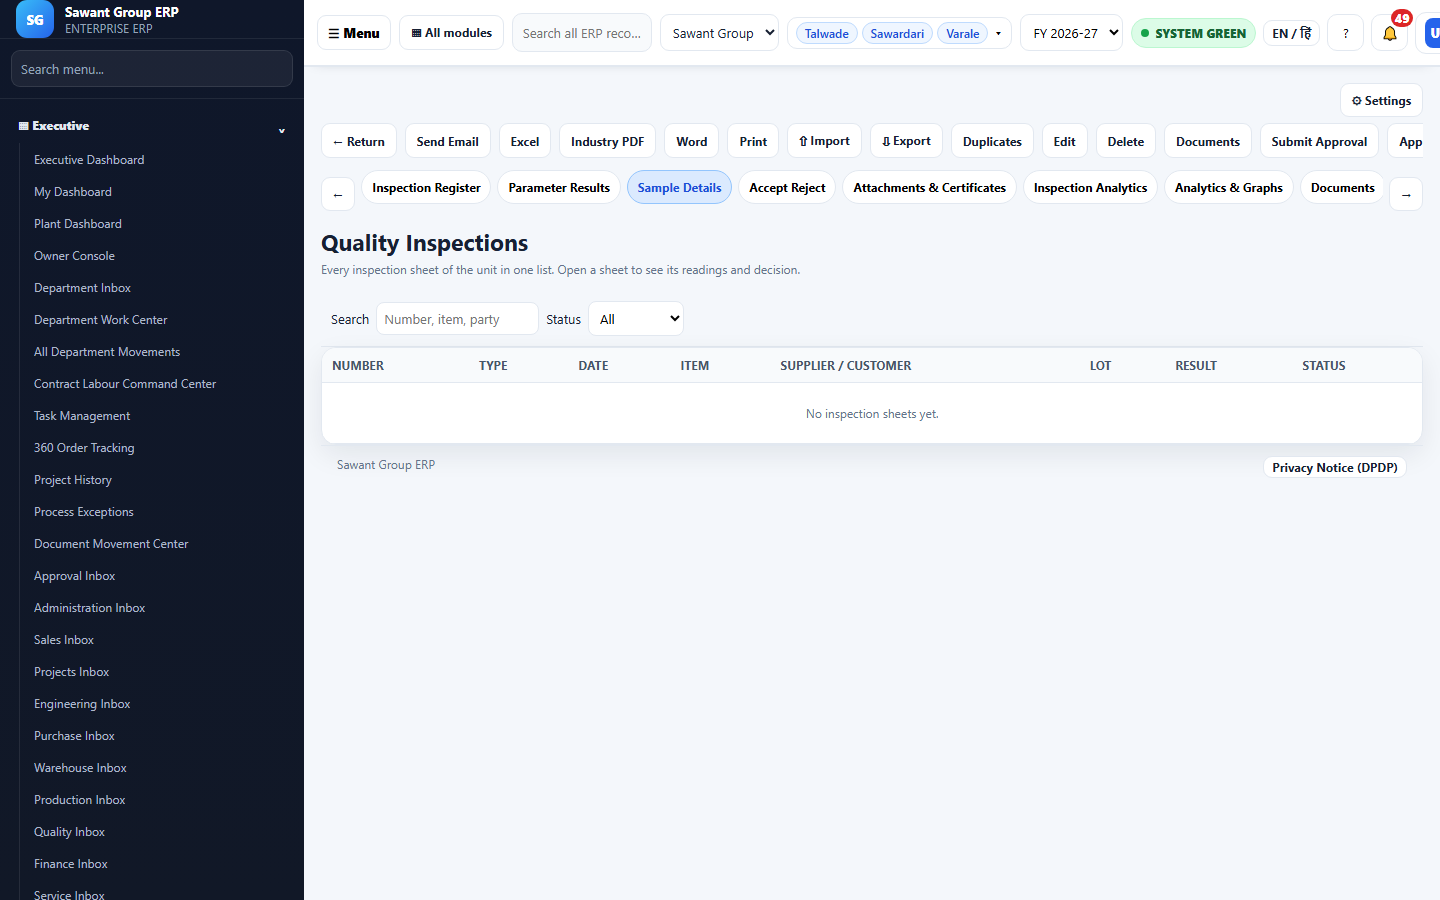 SG
Sawant Group ERP
ENTERPRISE ERP
Search menu...
Executive
Executive Dashboard
My Dashboard
Plant Dashboard
Owner Console
Department Inbox
Department Work Center
All Department Movements
Contract Labour Command Center
Task Management
360 Order Tracking
Project History
Process Exceptions
Document Movement Center
Approval Inbox
Administration Inbox
Sales Inbox
Projects Inbox
Engineering Inbox
Purchase Inbox
Warehouse Inbox
Production Inbox
Quality Inbox
Finance Inbox
Service Inbox
☰ Menu All modules Search all ERP reco... Sawant Group Talwade Sawardari Varale FY 2026-27 SYSTEM GREEN EN / हिं ? 49 U
⚙ Settings
← Return Send Email Excel Industry PDF Word Print ⇧ Import ⇩ Export Duplicates Edit Delete Documents Submit Approval App
← Inspection Register Parameter Results Sample Details Accept Reject Attachments & Certificates Inspection Analytics Analytics & Graphs Documents →
Quality Inspections
Every inspection sheet of the unit in one list. Open a sheet to see its readings and decision.
Search Number, item, party Status All
NUMBER TYPE DATE ITEM SUPPLIER / CUSTOMER LOT RESULT STATUS
No inspection sheets yet.
Sawant Group ERP Privacy Notice (DPDP)